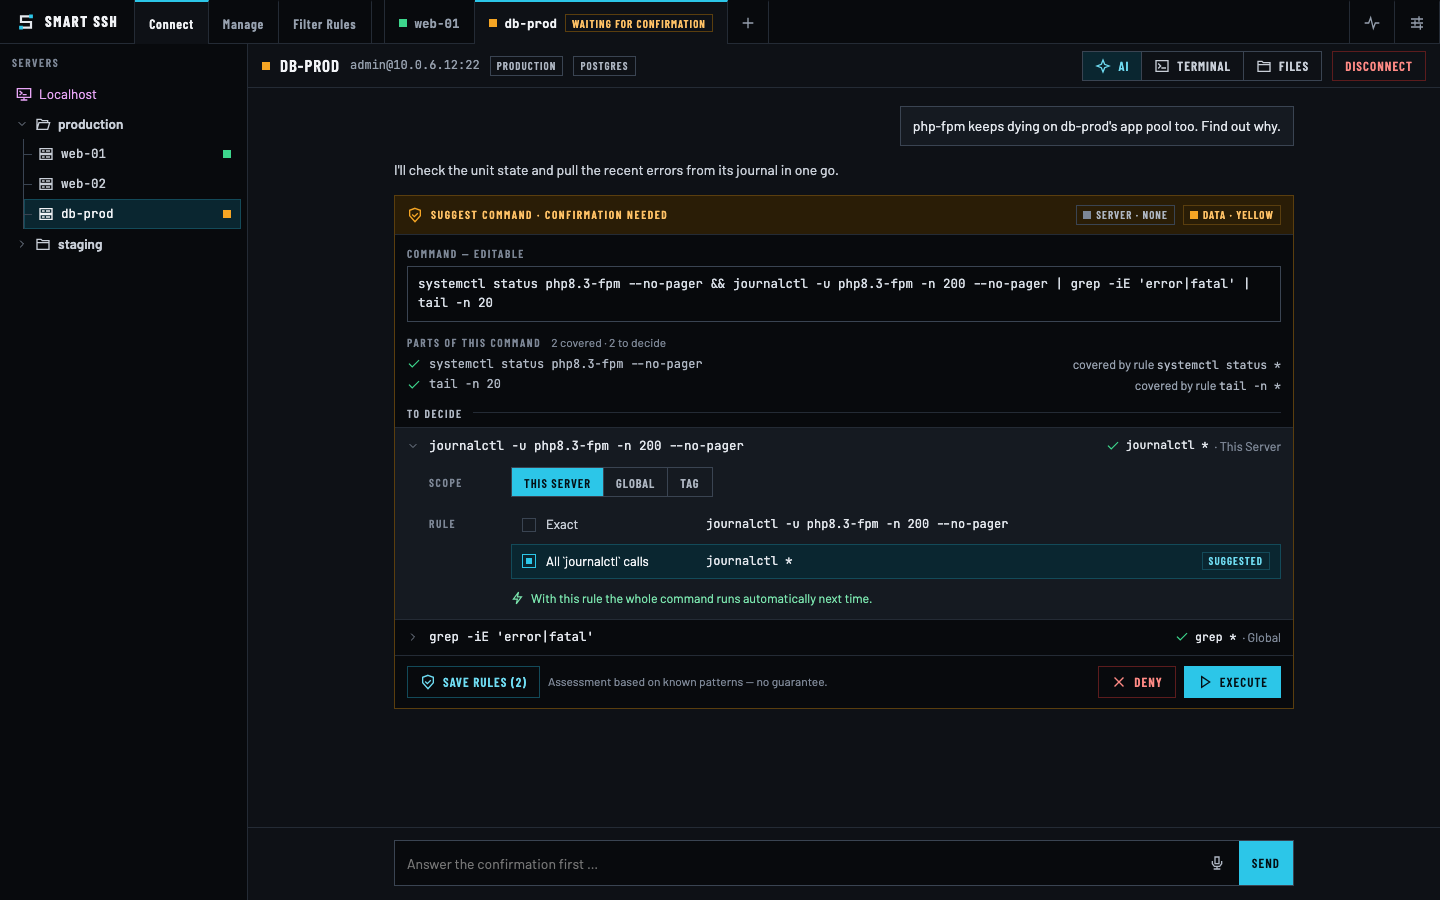 SMART SSH
Connect
Manage
Filter Rules
web-01
db-prod
WAITING FOR CONFIRMATION
SERVERS
Localhost
production
web-01
web-02
db-prod
staging
DB-PROD
admin@10.0.6.12:22
PRODUCTION
POSTGRES
AI
TERMINAL
FILES
DISCONNECT
php-fpm keeps dying on db-prod's app pool too. Find out why.
I'll check the unit state and pull the recent errors from its journal in one go.
SUGGEST COMMAND · CONFIRMATION NEEDED
SERVER · NONE
DATA · YELLOW
COMMAND — EDITABLE
systemctl status php8.3-fpm --no-pager && journalctl -u php8.3-fpm -n 200 --no-pager | grep -iE 'error|fatal' |
tail -n 20
PARTS OF THIS COMMAND 2 covered · 2 to decide
systemctl status php8.3-fpm --no-pager
covered by rule systemctl status *
tail -n 20
covered by rule tail -n *
TO DECIDE
journalctl -u php8.3-fpm -n 200 --no-pager
journalctl * · This Server
SCOPE
THIS SERVER
GLOBAL
TAG
RULE
Exact
journalctl -u php8.3-fpm -n 200 --no-pager
All `journalctl` calls
journalctl *
SUGGESTED
With this rule the whole command runs automatically next time.
grep -iE 'error|fatal'
grep * · Global
SAVE RULES (2)
Assessment based on known patterns — no guarantee.
DENY
EXECUTE
Answer the confirmation first ...
SEND